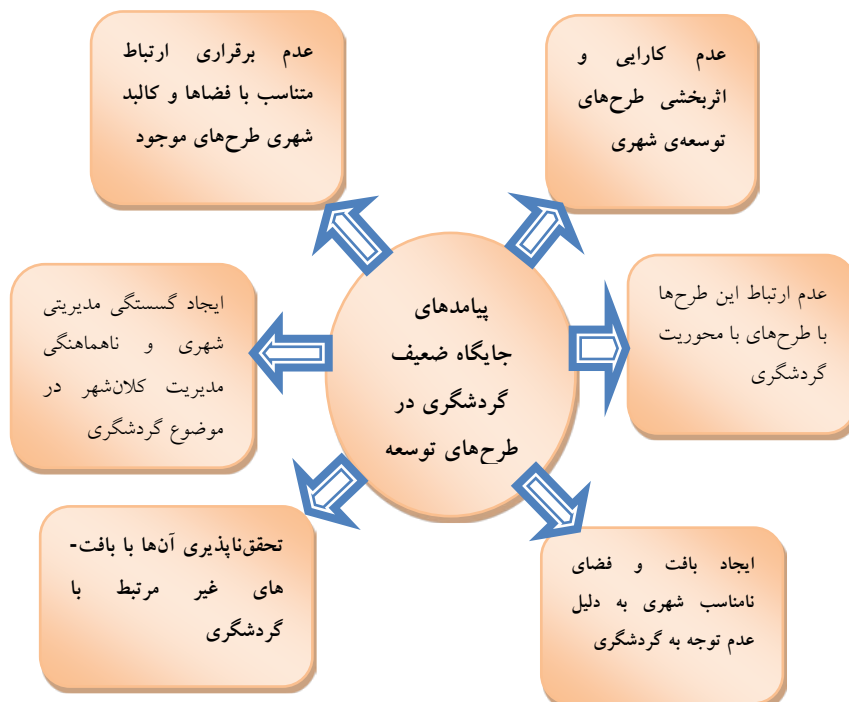 عدم کارایی و
اثربخشی طرح‌های
توسعه‌ی شهری
عدم برقراری ارتباط
متناسب با فضاها و کالبد
شهری طرح‌های موجود
عدم ارتباط این طرح‌ها
با طرح‌های با محوریت
گردشگری
پیامدهای
جایگاه ضعیف
گردشگری در
طرح‌های توسعه
ایجاد گسستگی مدیریتی
شهری و ناهماهنگی
مدیریت کلان‌شهر در
موضوع گردشگری
ایجاد بافت و فضای
نامناسب شهری به دلیل
عدم توجه به گردشگری
تحقق‌ناپذیری آن‌ها با بافت-
های غیر مرتبط با
گردشگری